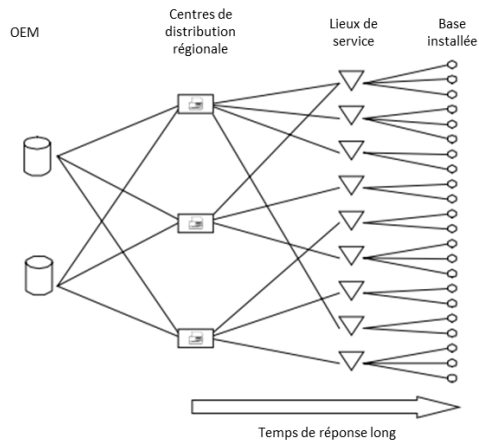 OEM
Centres de
distribution
régionale
Lieux de
service
Base
installée
Temps de réponse long